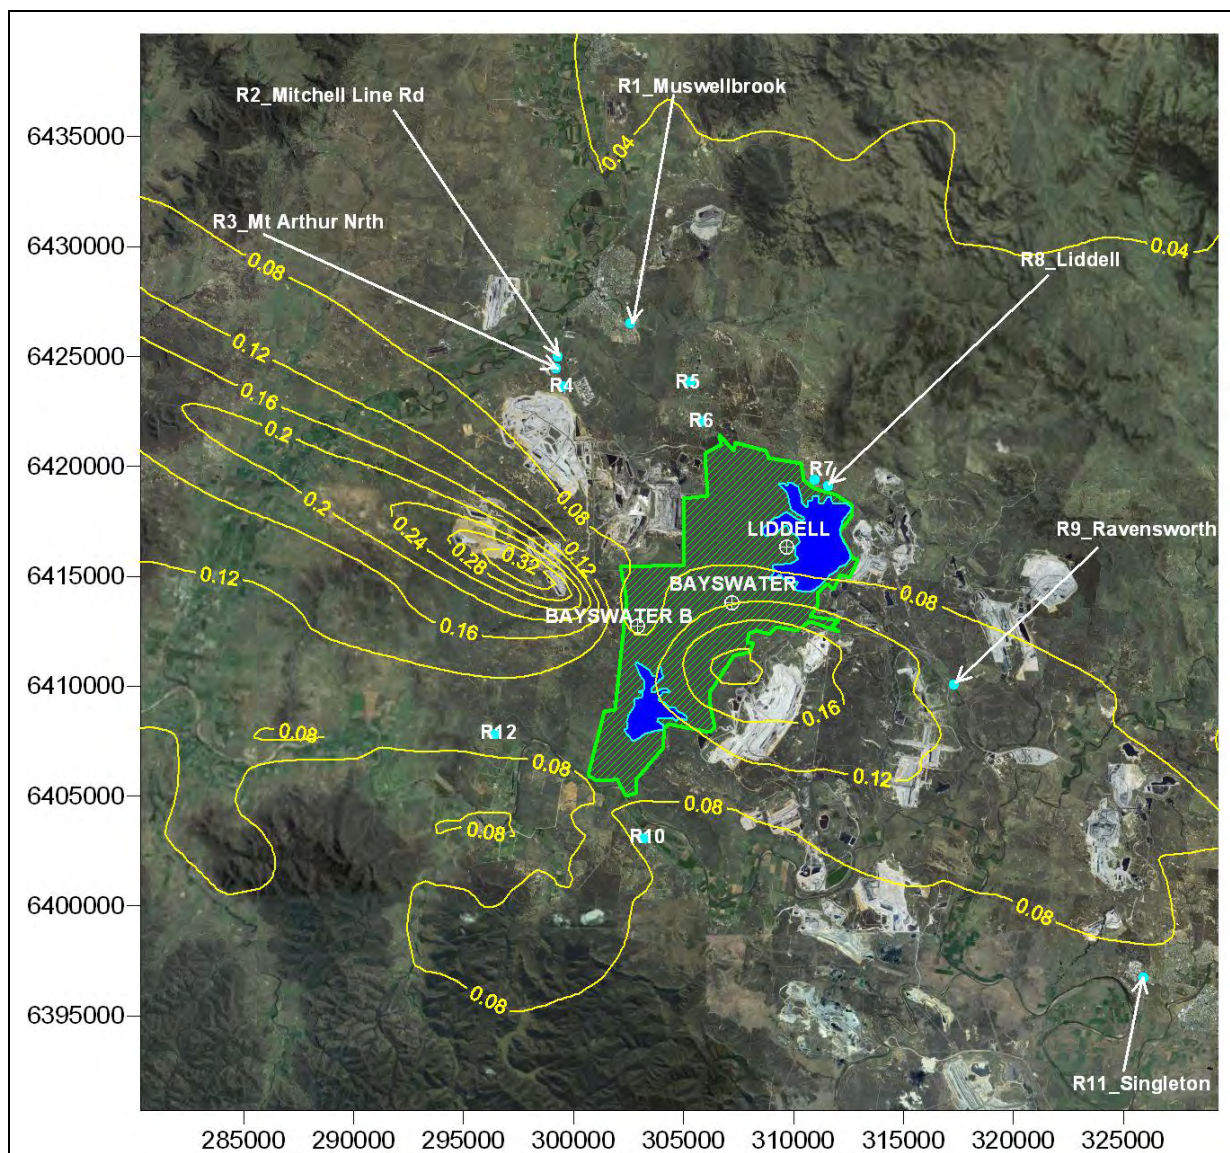 R2_Mitchell Line Rd
R1_Muswellbrook
6435000
0.04
R3_Mt Arthur Nrth
6430000
0.08
0.04
R8_Liddell
0.12
6425000
R4
R5
0.16
0.2
R6
6420000
R7
0.2
0.08
0.24
0.32
0.28
0.12
LIDDELL
R9_Ravensworth
6415000
0.12
BAYSWATER
0.08
0.16
BAYSWATER B
6410000
0.16
0.08
R12
0.08
0.12
6405000
0.08
0.08
R10
6400000
0.08
0.08
6395000
R11_Singleton
285000 290000 295000 300000 305000 310000 315000 320000 325000